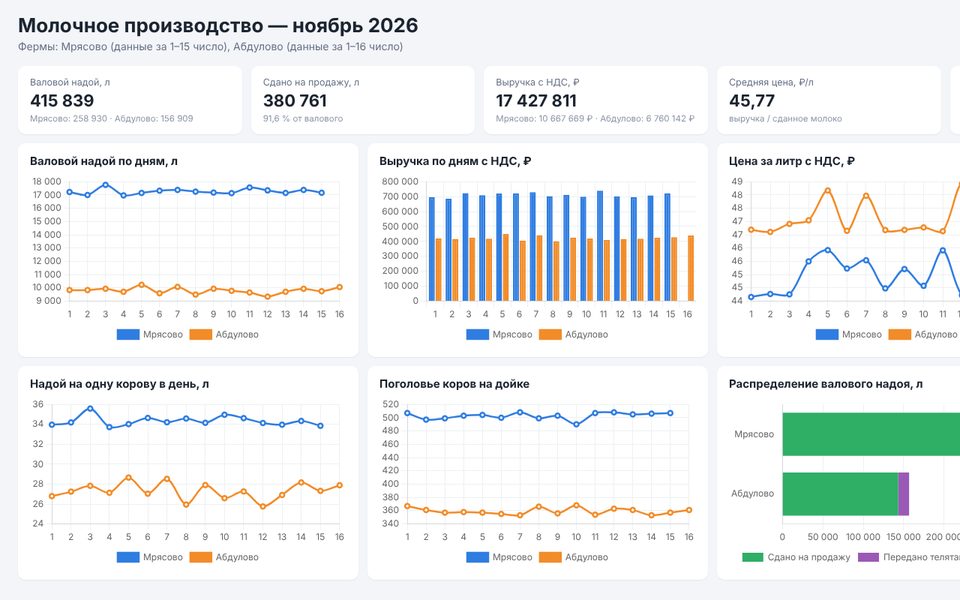 Молочное производство — ноябрь 2026
Фермы: Мрясово (данные за 1–15 число), Абдулово (данные за 1–16 число)
Валовой надой, л
415 839
Мрясово: 258 930 · Абдулово: 156 909
Сдано на продажу, л
380 761
91,6 % от валового
Выручка с НДС, ₽
17 427 811
Мрясово: 10 667 669 ₽ · Абдулово: 6 760 142 ₽
Средняя цена, ₽/л
45,77
выручка / сданное молоко
Валовой надой по дням, л
18 000
17 000
16 000
15 000
14 000
13 000
12 000
11 000
10 000
9 000
1 2 3 4 5 6 7 8 9 10 11 12 13 14 15 16
Мрясово Абдулово
Выручка по дням с НДС, ₽
800 000
700 000
600 000
500 000
400 000
300 000
200 000
100 000
0
1 2 3 4 5 6 7 8 9 10 11 12 13 14 15 16
Мрясово Абдулово
Цена за литр с НДС, ₽
49
48
47
46
45
44
1 2 3 4 5 6 7 8 9 10 11
Мрясово Абдулово
Надой на одну корову в день, л
36
34
32
30
28
26
24
1 2 3 4 5 6 7 8 9 10 11 12 13 14 15 16
Мрясово Абдулово
Поголовье коров на дойке
520
500
480
460
440
420
400
380
360
340
1 2 3 4 5 6 7 8 9 10 11 12 13 14 15 16
Мрясово Абдулово
Распределение валового надоя, л
Мрясово
Абдулово
0 50 000 100 000 150 000 200 000
Сдано на продажу Передано